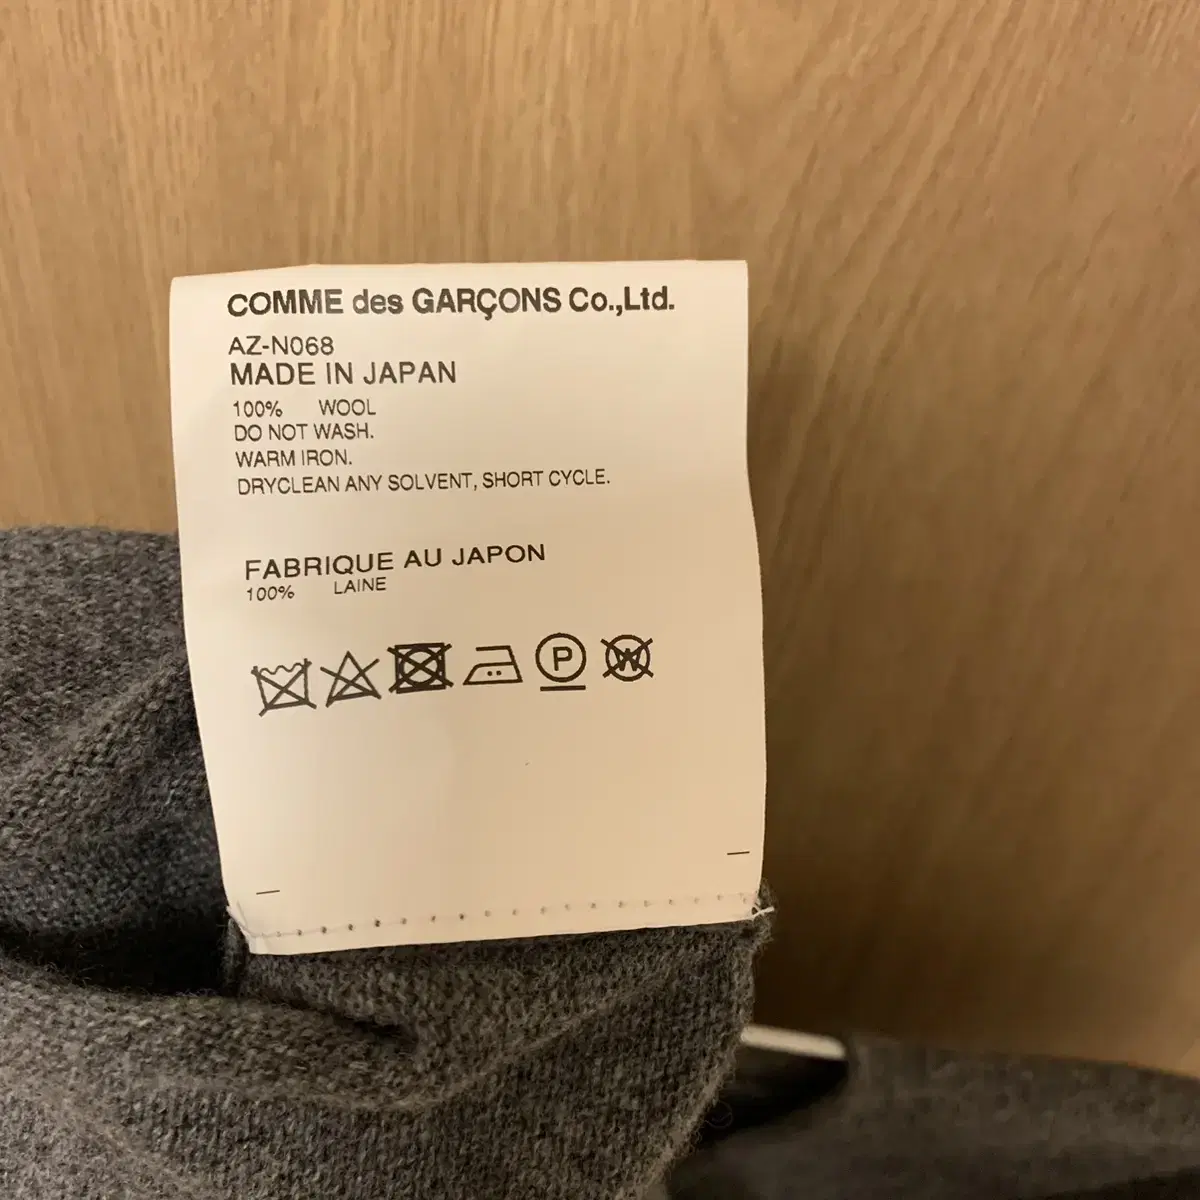 COMME des GARÇONS Co.,Ltd.
AZ-N068
MADE IN JAPAN
100% WOOL
DO NOT WASH.
WARM IRON.
DRYCLEAN ANY SOLVENT, SHORT CYCLE.
FABRIQUE AU JAPON
100% LAINE
P W